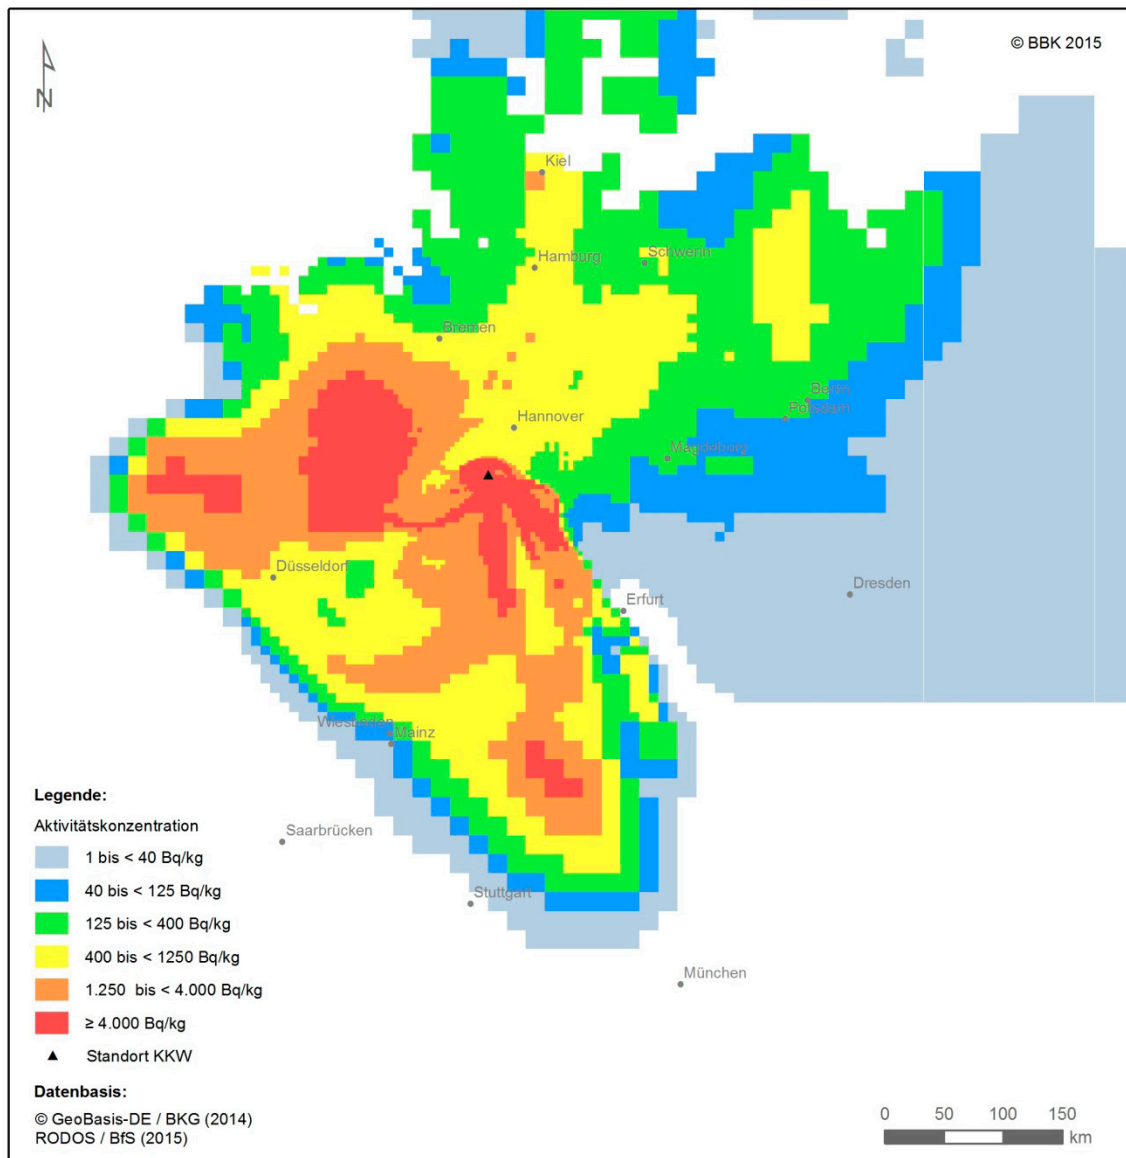 © BBK 2015
N
Kiel
Hamburg
Schwerin
Bremen
Berlin
Potsdam
Hannover
Magdeburg
Düsseldorf
Dresden
Erfurt
Wiesbaden
Mainz
Saarbrücken
Stuttgart
München
Legende:
Aktivitätskonzentration
1 bis < 40 Bq/kg
40 bis < 125 Bq/kg
125 bis < 400 Bq/kg
400 bis < 1250 Bq/kg
1.250 bis < 4.000 Bq/kg
≥ 4.000 Bq/kg
Standort KKW
Datenbasis:
© GeoBasis-DE / BKG (2014)
RODOS / BfS (2015)
0 50 100 150
km